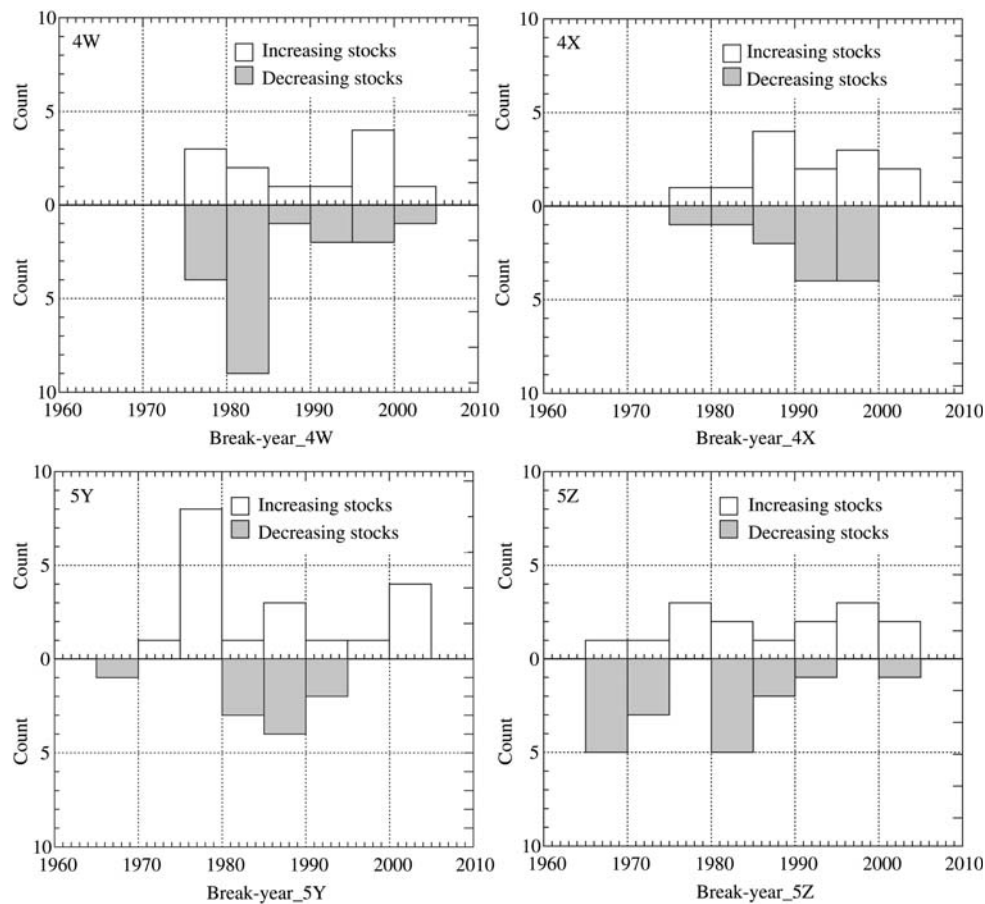 4W
Increasing stocks
Decreasing stocks
10
5
0
5
10
Count
Count
1960 1970 1980 1990 2000 2010
Break-year_4W
4X
Increasing stocks
Decreasing stocks
10
5
0
5
10
Count
Count
1960 1970 1980 1990 2000 2010
Break-year_4X
5Y
Increasing stocks
Decreasing stocks
10
5
0
5
10
Count
Count
1960 1970 1980 1990 2000 2010
Break-year_5Y
5Z
Increasing stocks
Decreasing stocks
10
5
0
5
10
Count
Count
1960 1970 1980 1990 2000 2010
Break-year_5Z